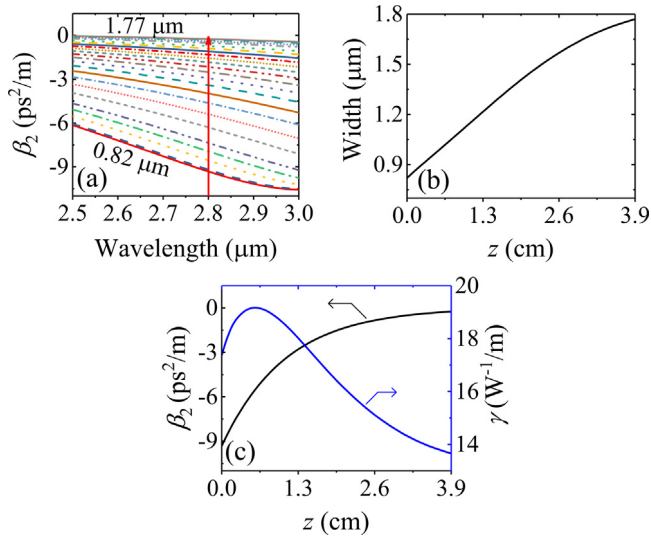 0
-3
-6
-9
β₂ (ps²/m)
1.77 μm
0.82 μm
(a)
2.5 2.6 2.7 2.8 2.9 3.0
Wavelength (μm)
1.8
1.5
1.2
0.9
Width (μm)
(b)
0.0 1.3 2.6 3.9
z (cm)
0
-3
-6
-9
β₂ (ps²/m)
(c)
20
18
16
14
γ (W⁻¹/m)
0.0 1.3 2.6 3.9
z (cm)